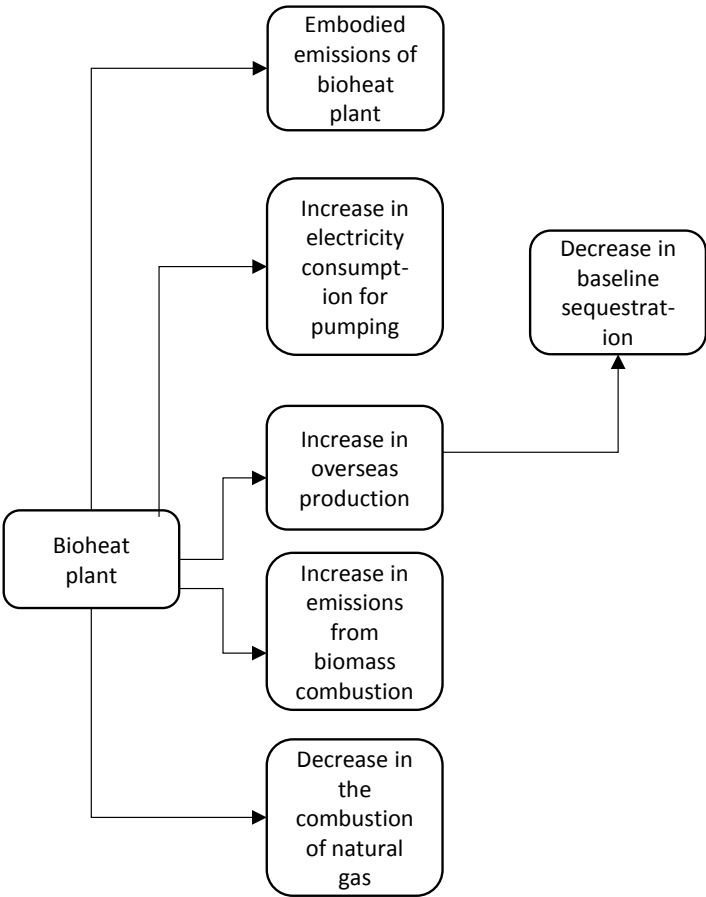 Embodied
emissions of
bioheat
plant
Increase in
electricity
consumpt-
ion for
pumping
Decrease in
baseline
sequestrat-
ion
Increase in
overseas
production
Bioheat
plant
Increase in
emissions
from
biomass
combustion
Decrease in
the
combustion
of natural
gas